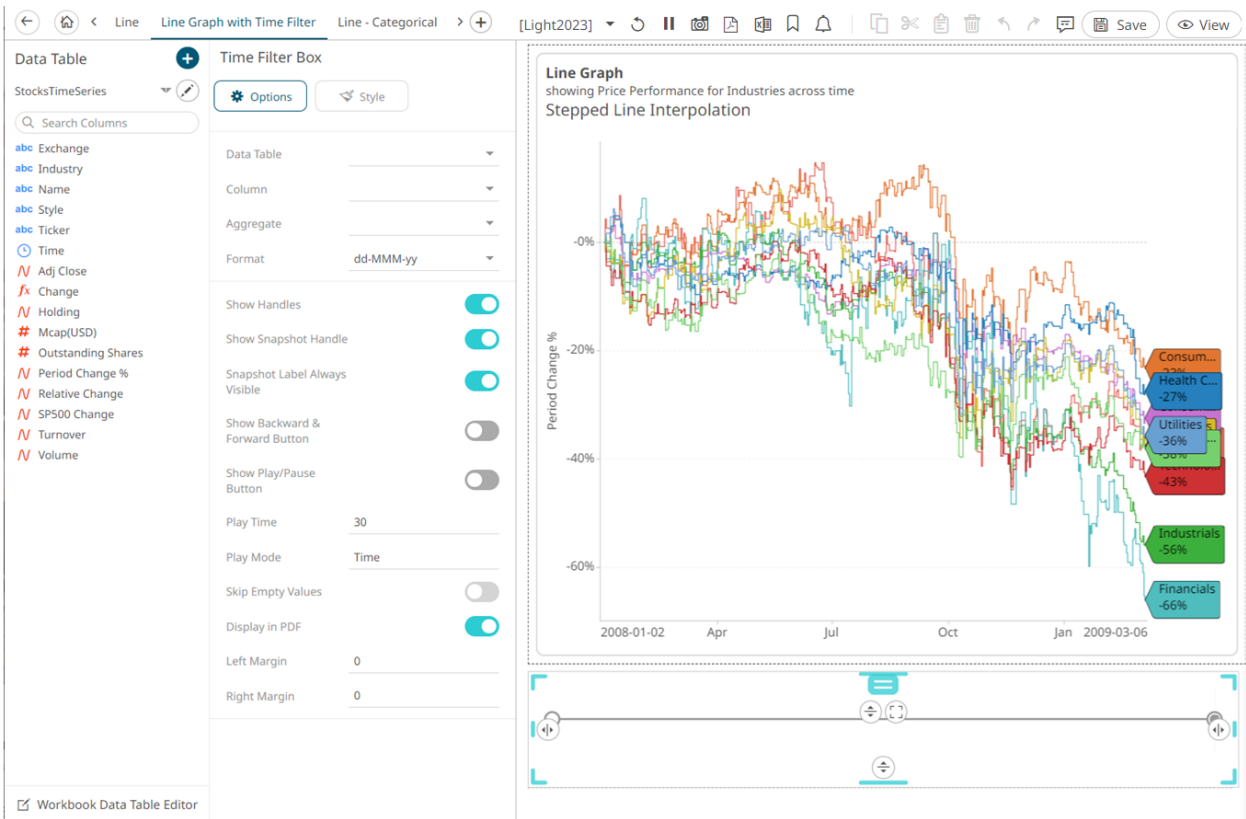 Line
Line Graph with Time Filter
Line - Categorical
[Light2023]
Save
View
Data Table
StocksTimeSeries
Search Columns
abc Exchange
abc Industry
abc Name
abc Style
abc Ticker
Time
Adj Close
fx Change
Holding
# Mcap(USD)
# Outstanding Shares
Period Change %
Relative Change
SP500 Change
Turnover
Volume
Workbook Data Table Editor
Time Filter Box
Options
Style
Data Table
Column
Aggregate
Format dd-MMM-yy
Show Handles
Show Snapshot Handle
Snapshot Label Always
Visible
Show Backward &
Forward Button
Show Play/Pause
Button
Play Time 30
Play Mode Time
Skip Empty Values
Display in PDF
Left Margin 0
Right Margin 0
Line Graph
showing Price Performance for Industries across time
Stepped Line Interpolation
Period Change %
-0%
-20%
-40%
-60%
2008-01-02 Apr Jul Oct Jan 2009-03-06
Consum...
Health C...
-27%
Utilities
-36%
-43%
Industrials
-56%
Financials
-66%